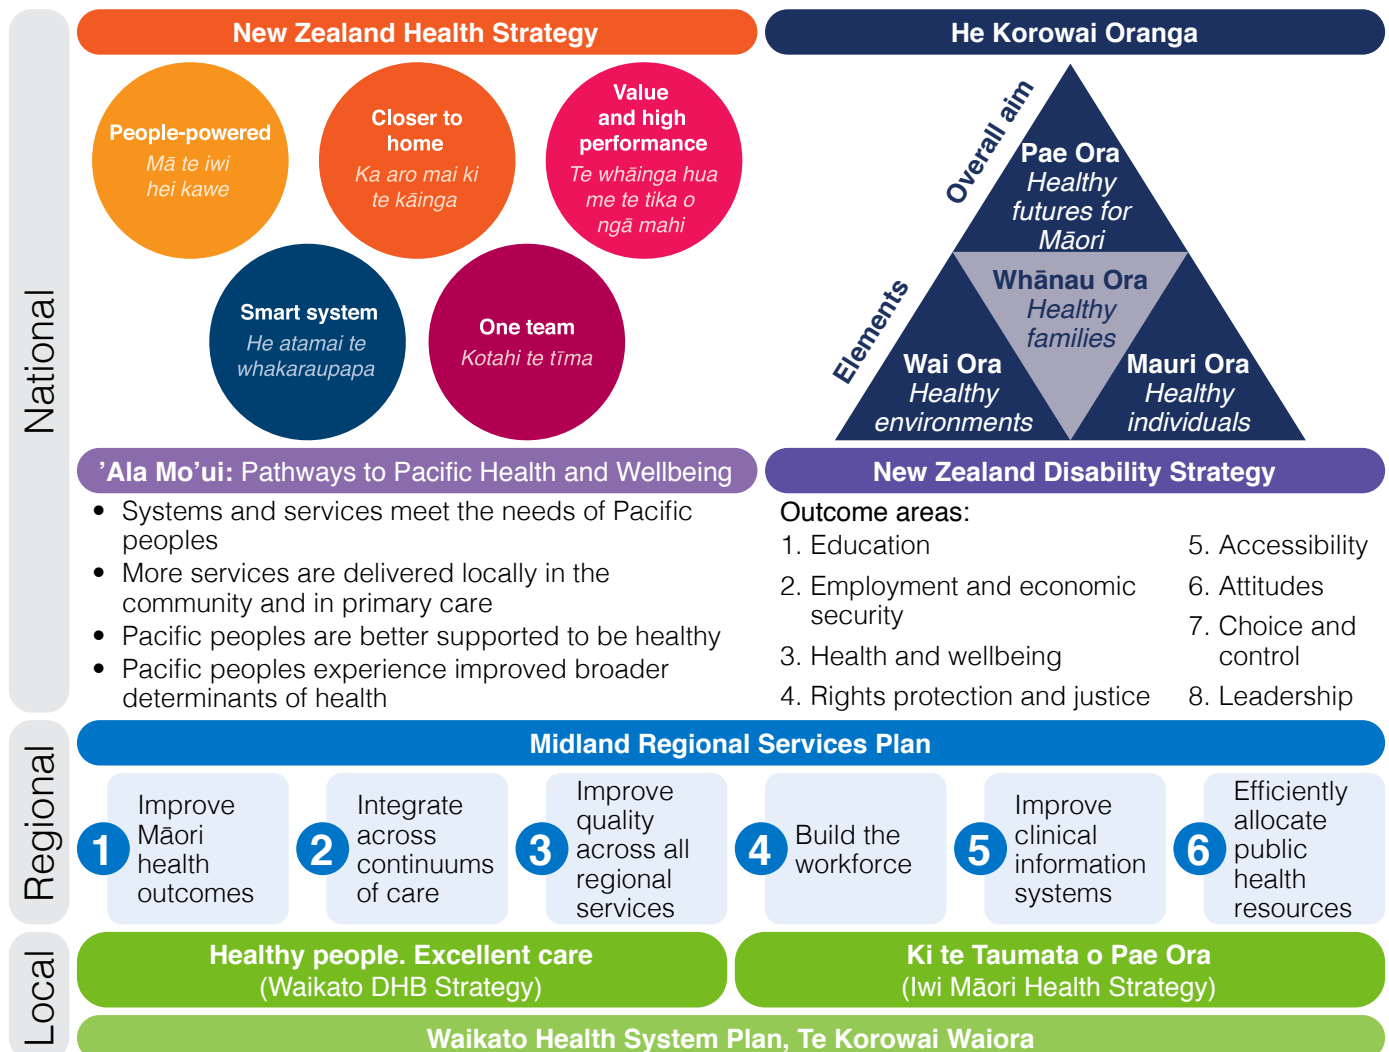 National
New Zealand Health Strategy
People-powered
Mā te iwi
hei kawe
Closer to
home
Ka aro mai ki
te kāinga
Value
and high
performance
Te whāinga hua
me te tika o
ngā mahi
Smart system
He atamai te
whakaraupapa
One team
Kotahi te tīma
He Korowai Oranga
Overall aim
Pae Ora
Healthy
futures for
Māori
Elements
Whānau Ora
Healthy
families
Wai Ora
Healthy
environments
Mauri Ora
Healthy
individuals
’Ala Mo’ui: Pathways to Pacific Health and Wellbeing
• Systems and services meet the needs of Pacific
peoples
• More services are delivered locally in the
community and in primary care
• Pacific peoples are better supported to be healthy
• Pacific peoples experience improved broader
determinants of health
New Zealand Disability Strategy
Outcome areas:
1. Education
2. Employment and economic
security
3. Health and wellbeing
4. Rights protection and justice
5. Accessibility
6. Attitudes
7. Choice and
control
8. Leadership
Regional
Midland Regional Services Plan
1
Improve
Māori
health
outcomes
2
Integrate
across
continuums
of care
3
Improve
quality
across all
regional
services
4
Build the
workforce
5
Improve
clinical
information
systems
6
Efficiently
allocate
public
health
resources
Local
Healthy people. Excellent care
(Waikato DHB Strategy)
Ki te Taumata o Pae Ora
(Iwi Māori Health Strategy)
Waikato Health System Plan, Te Korowai Waiora